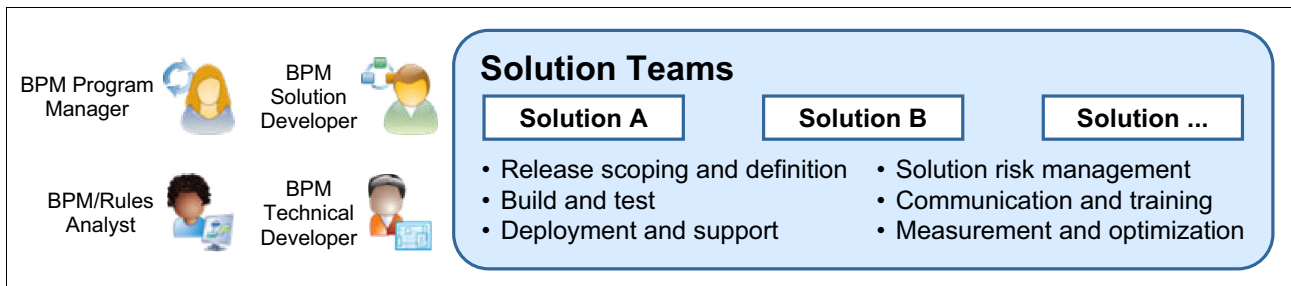 BPM Program
Manager
BPM
Solution
Developer
BPM/Rules
Analyst
BPM
Technical
Developer
Solution Teams
Solution A
Solution B
Solution ...
• Release scoping and definition
• Build and test
• Deployment and support
• Solution risk management
• Communication and training
• Measurement and optimization